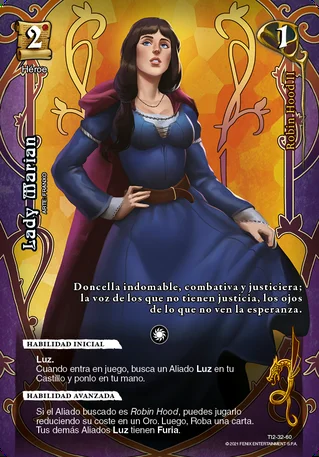 2
Héroe
1
Robin Hood II
Lady Marian
Doncella indomable, combativa y justiciera;
la voz de los que no tienen justicia, los ojos
de lo que no ven la esperanza.
HABILIDAD INICIAL
Luz.
Cuando entra en juego, busca un Aliado Luz en tu
Castillo y ponlo en tu mano.
HABILIDAD AVANZADA
Si el Aliado buscado es Robin Hood, puedes jugarlo
reduciendo su coste en un Oro. Luego, Roba una carta.
Tus demás Aliados Luz tienen Furia.
TI2-32-60
©2021 FENIX ENTERTAINMENT S.P.A.